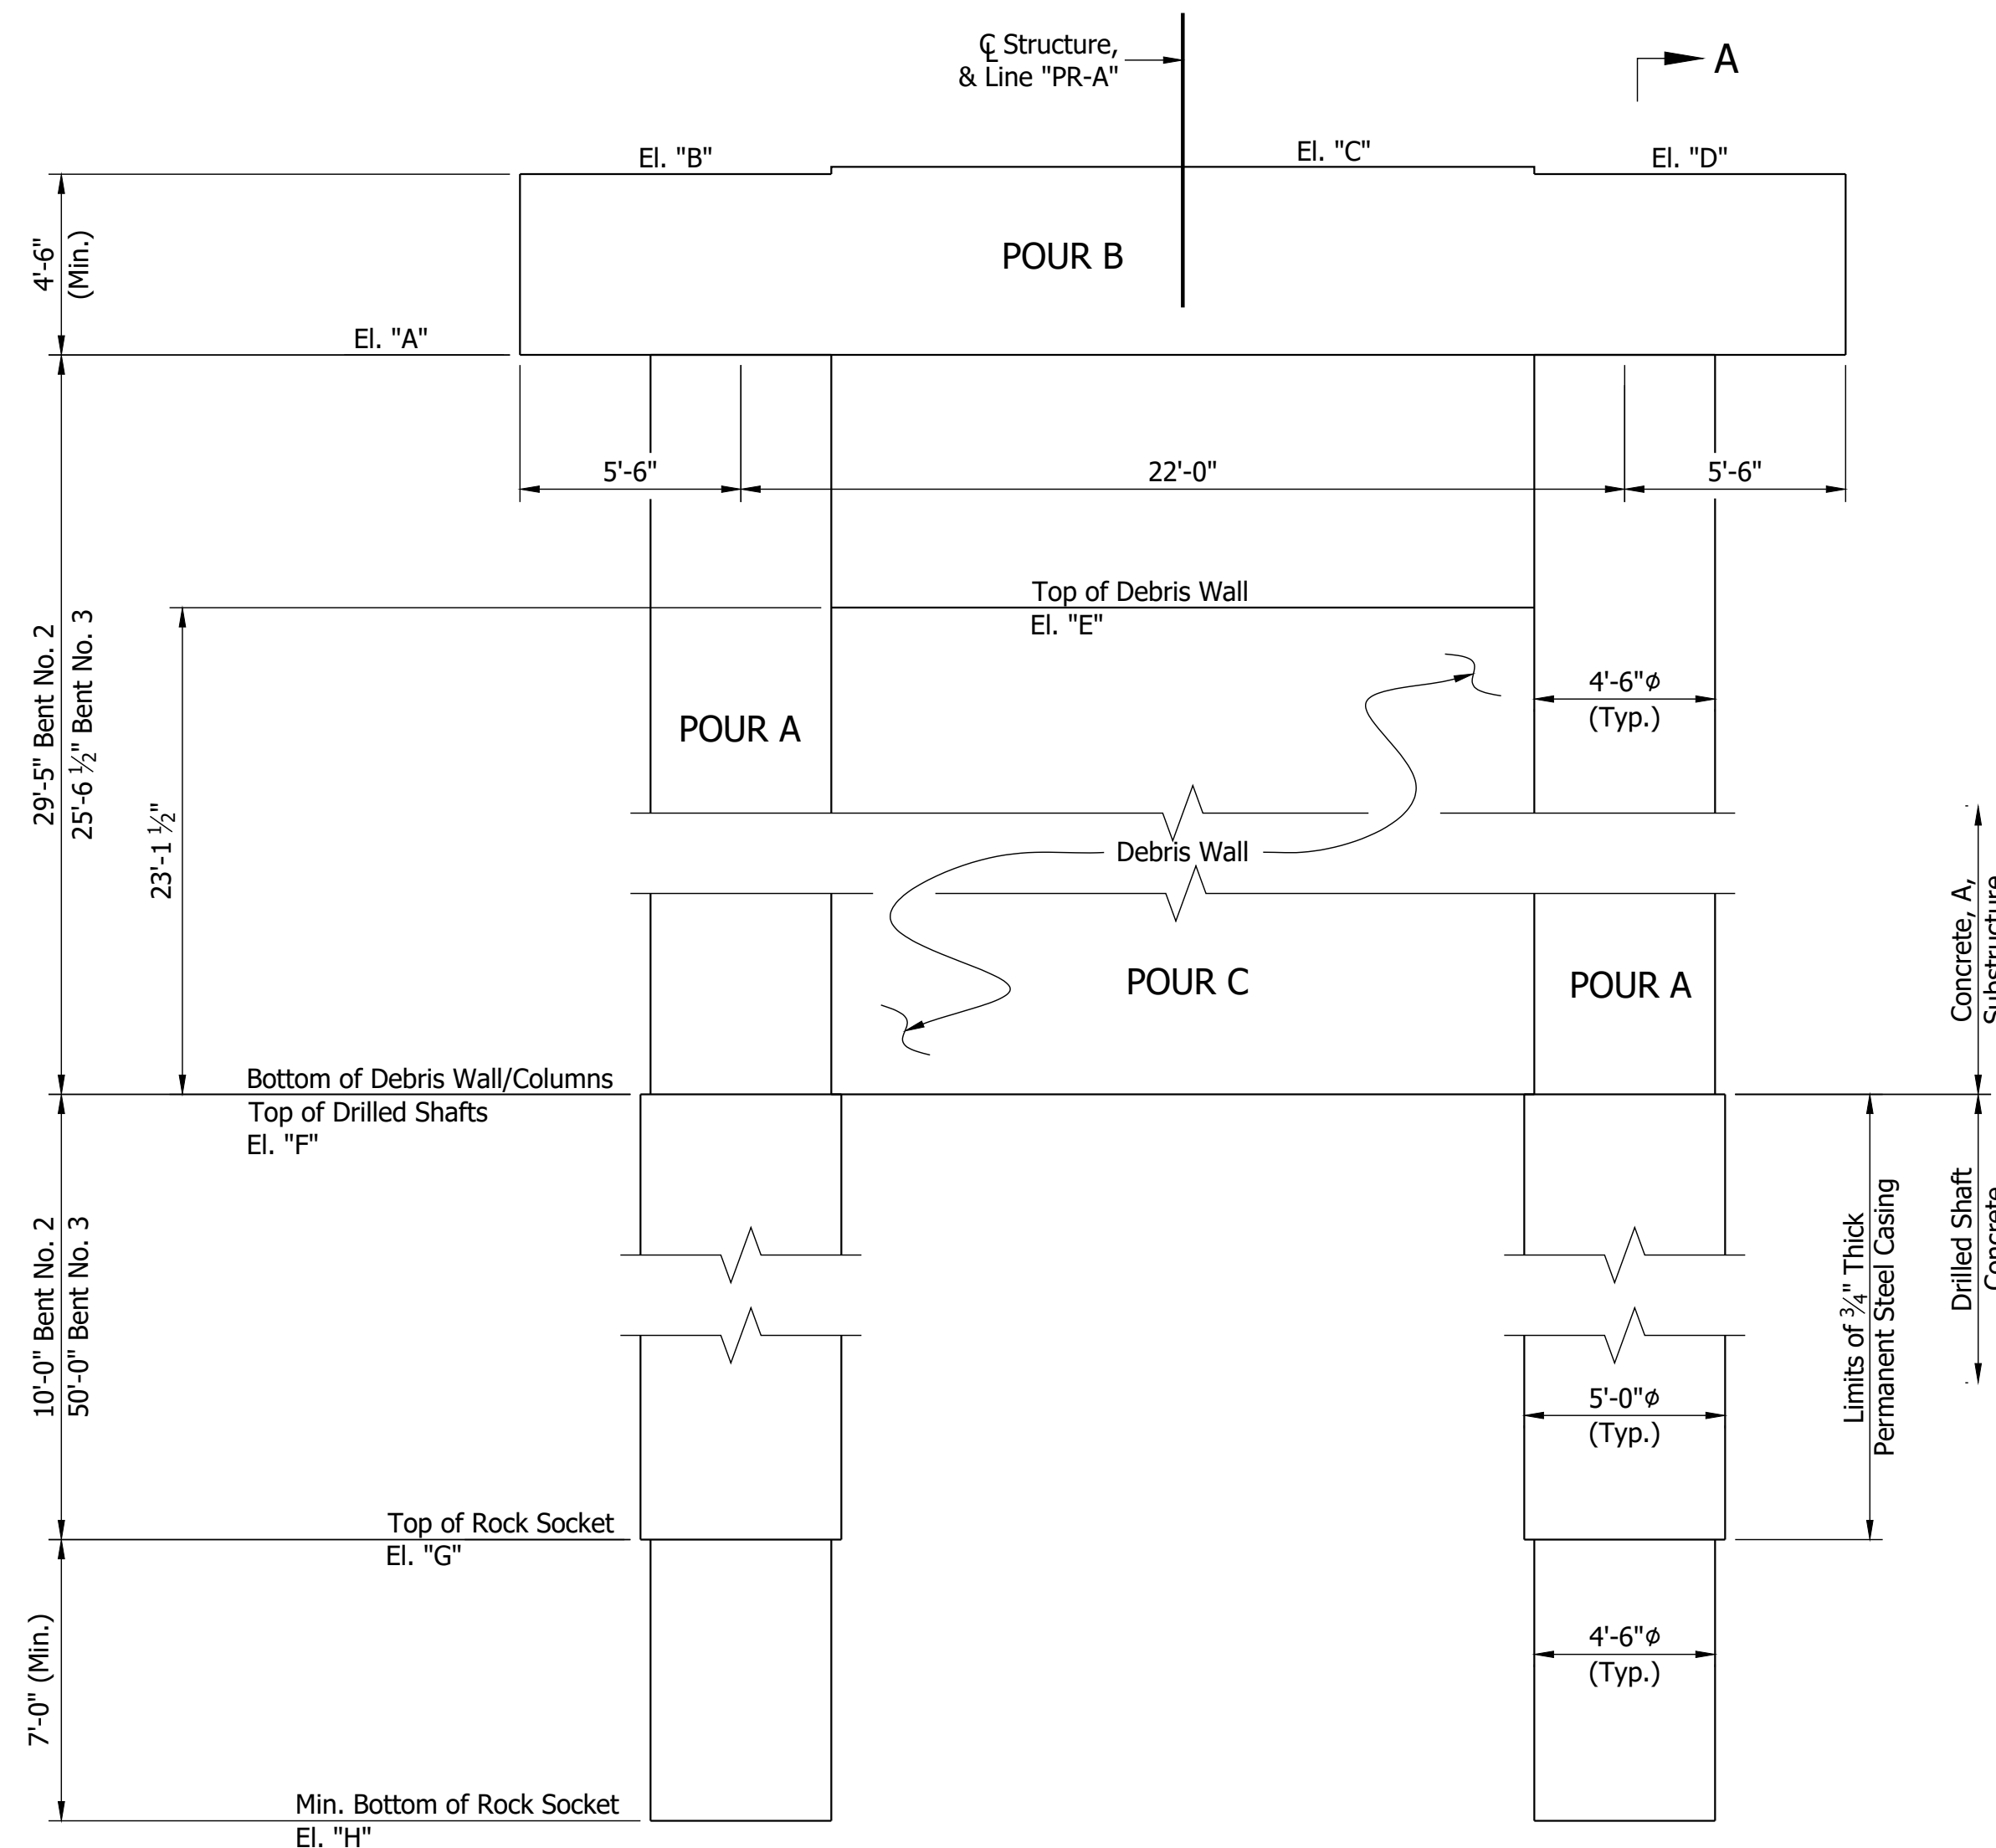 ℄ Structure,
& Line "PR-A"
A
El. "B"
El. "C"
El. "D"
4'-6"
(Min.)
POUR B
El. "A"
5'-6"
22'-0"
5'-6"
Top of Debris Wall
El. "E"
29'-5" Bent No. 2
25'-6 ½" Bent No. 3
23'-1 ½"
4'-6"⌀
(Typ.)
POUR A
Debris Wall
POUR C
POUR A
Concrete, A,
Substructure
Bottom of Debris Wall/Columns
Top of Drilled Shafts
El. "F"
10'-0" Bent No. 2
50'-0" Bent No. 3
Limits of ¾" Thick
Permanent Steel Casing
Drilled Shaft
Concrete
5'-0"⌀
(Typ.)
Top of Rock Socket
El. "G"
7'-0" (Min.)
4'-6"⌀
(Typ.)
Min. Bottom of Rock Socket
El. "H"